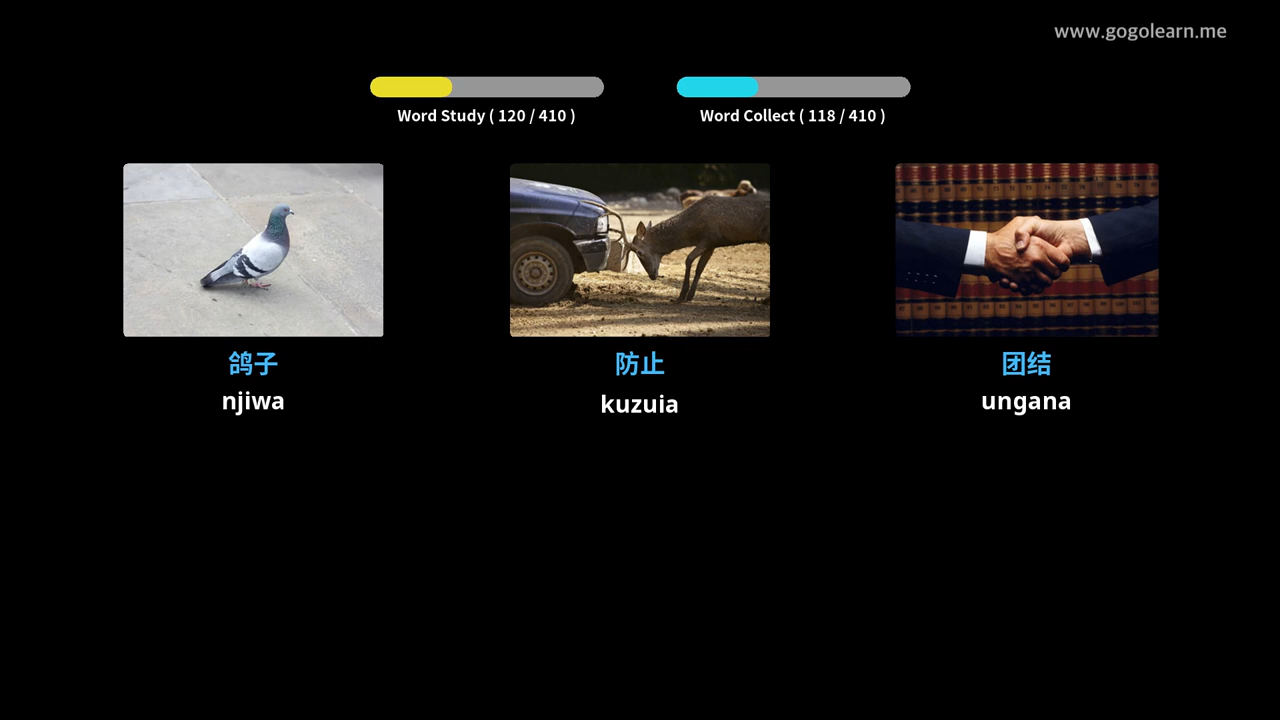 www.gogolearn.me
Word Study ( 120 / 410 )
Word Collect ( 118 / 410 )
鸽子
njiwa
防止
kuzuia
团结
ungana